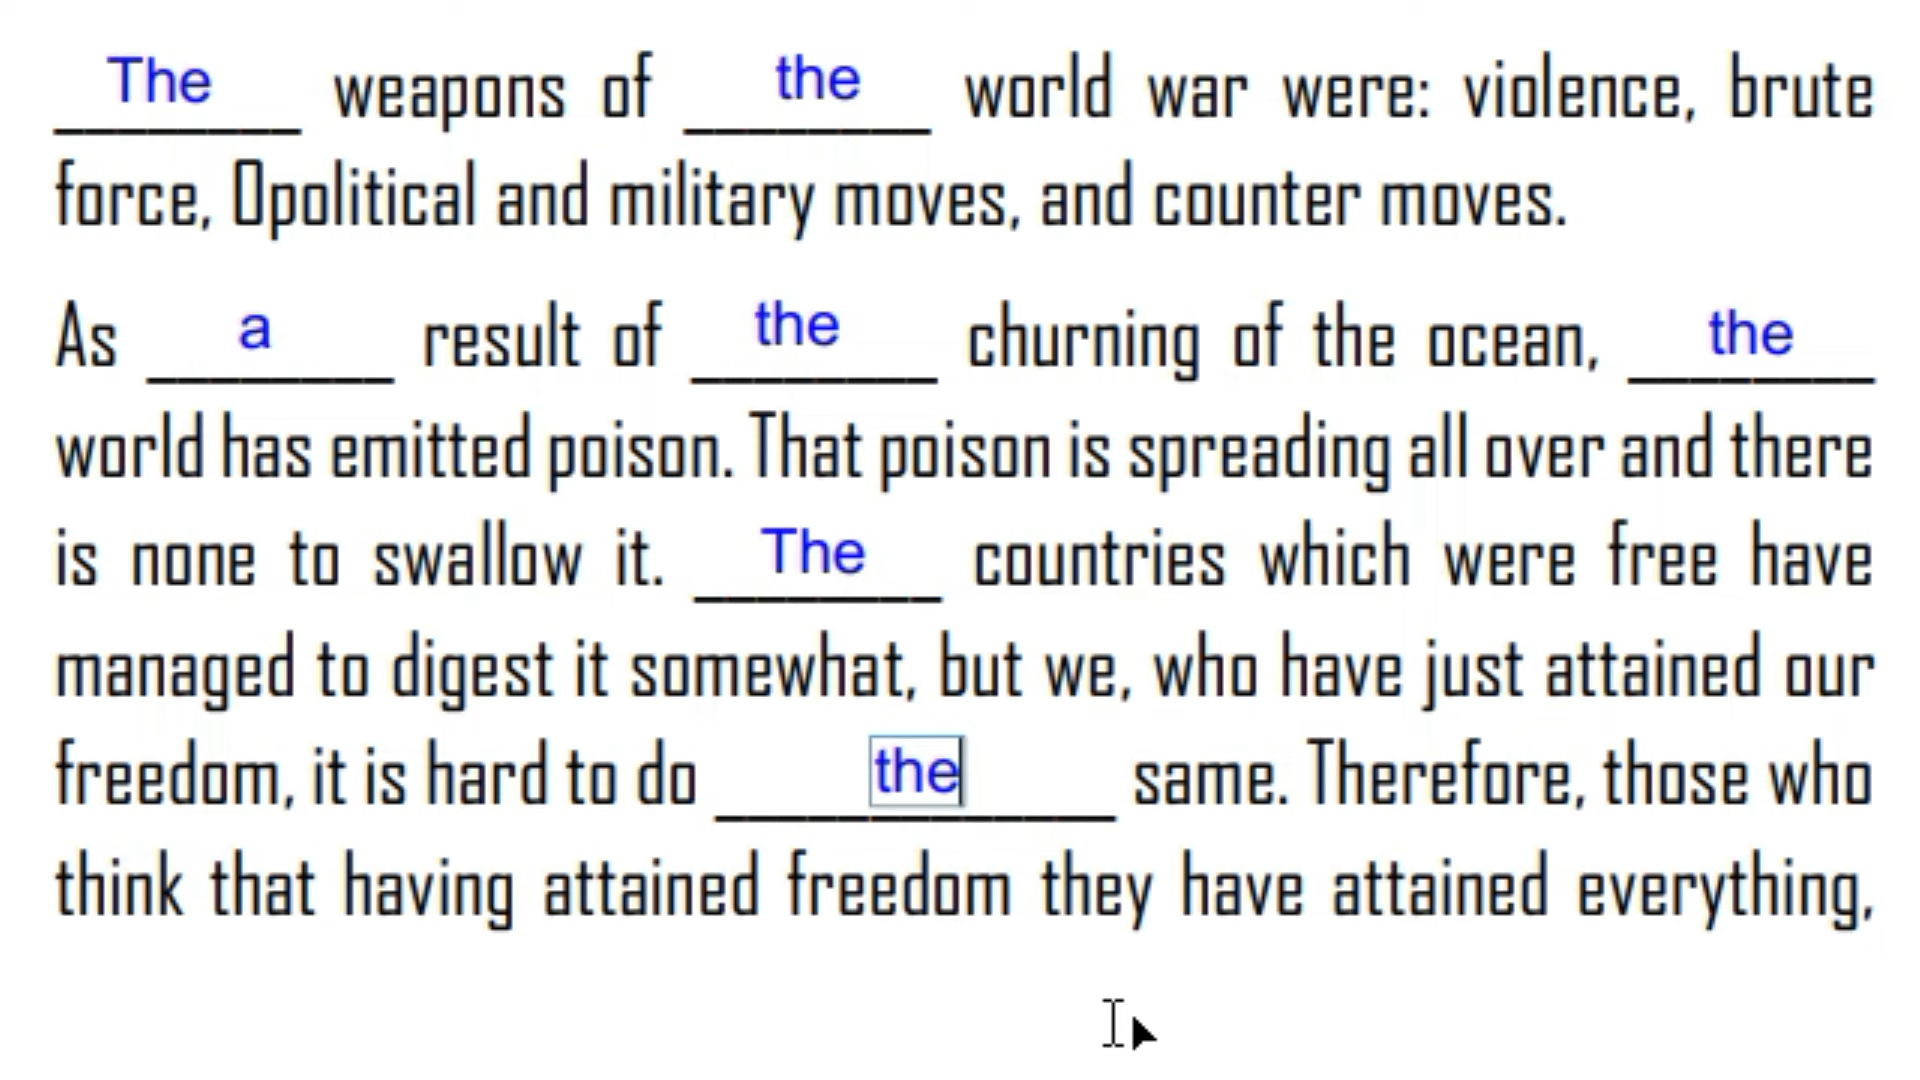 The weapons of the world war were: violence, brute
force, Opolitical and military moves, and counter moves.
As a result of the churning of the ocean, the
world has emitted poison. That poison is spreading all over and there
is none to swallow it. The countries which were free have
managed to digest it somewhat, but we, who have just attained our
freedom, it is hard to do the same. Therefore, those who
think that having attained freedom they have attained everything,